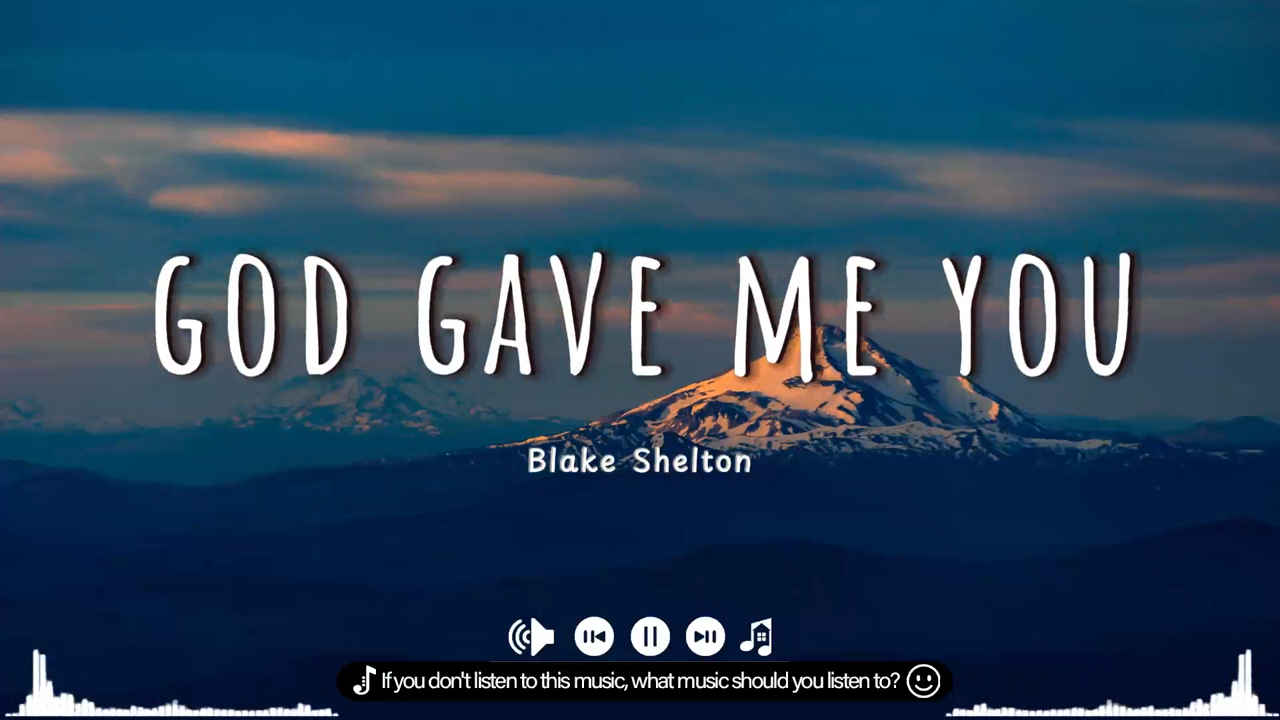 GOD GAVE ME YOU
Blake Shelton
If you don't listen to this music, what music should you listen to?